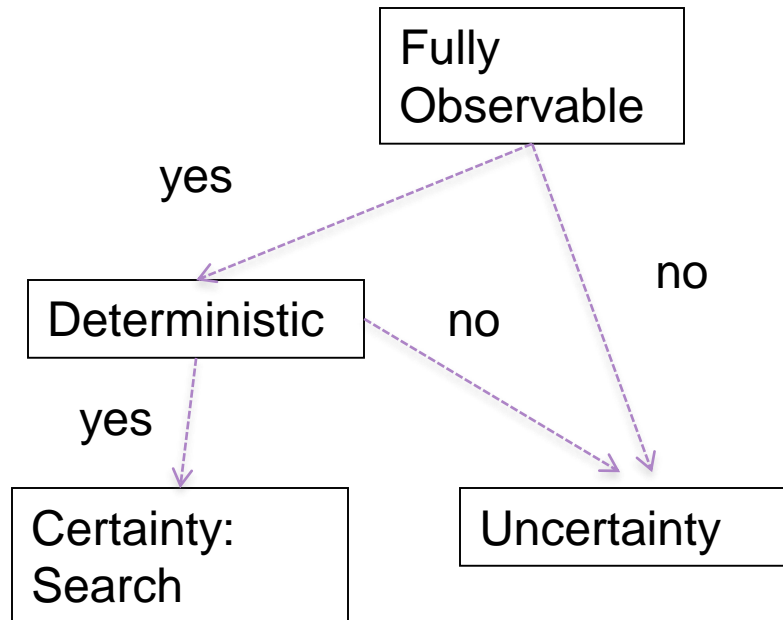 Fully
Observable
yes
no
Deterministic
no
yes
Certainty:
Search
Uncertainty